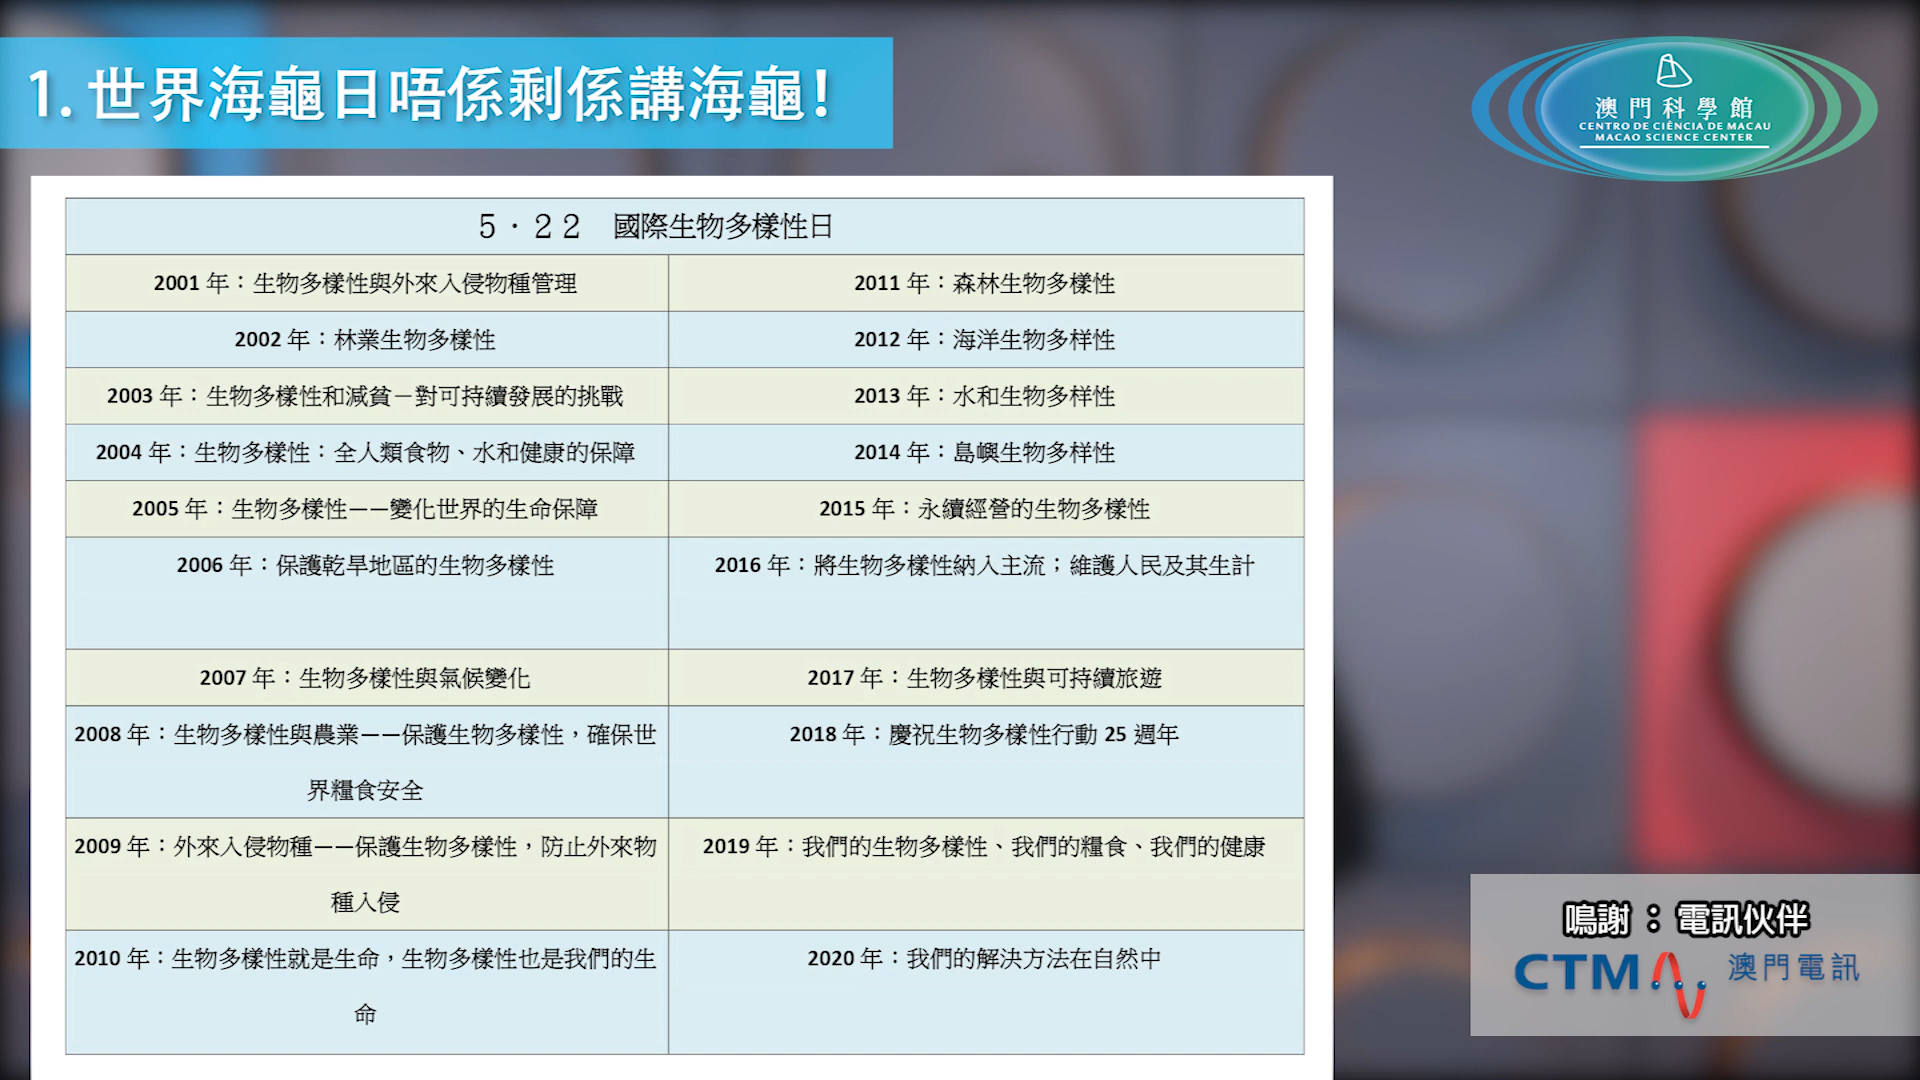 1. 世界海龜日唔係剩係講海龜!
澳門科學館
CENTRO DE CIÊNCIA DE MACAU
MACAO SCIENCE CENTER
５．２２　國際生物多樣性日
2001 年：生物多樣性與外來入侵物種管理
2011 年：森林生物多樣性
2002 年：林業生物多樣性
2012 年：海洋生物多样性
2003 年：生物多樣性和減貧－對可持續發展的挑戰
2013 年：水和生物多样性
2004 年：生物多樣性：全人類食物、水和健康的保障
2014 年：島嶼生物多样性
2005 年：生物多樣性——變化世界的生命保障
2015 年：永續經營的生物多樣性
2006 年：保護乾旱地區的生物多樣性
2016 年：將生物多樣性納入主流；維護人民及其生計
2007 年：生物多樣性與氣候變化
2017 年：生物多樣性與可持續旅遊
2008 年：生物多樣性與農業——保護生物多樣性，確保世
界糧食安全
2018 年：慶祝生物多樣性行動 25 週年
2009 年：外來入侵物種——保護生物多樣性，防止外來物
種入侵
2019 年：我們的生物多樣性、我們的糧食、我們的健康
2010 年：生物多樣性就是生命，生物多樣性也是我們的生
命
2020 年：我們的解決方法在自然中
鳴謝：電訊伙伴
CTM 澳門電訊